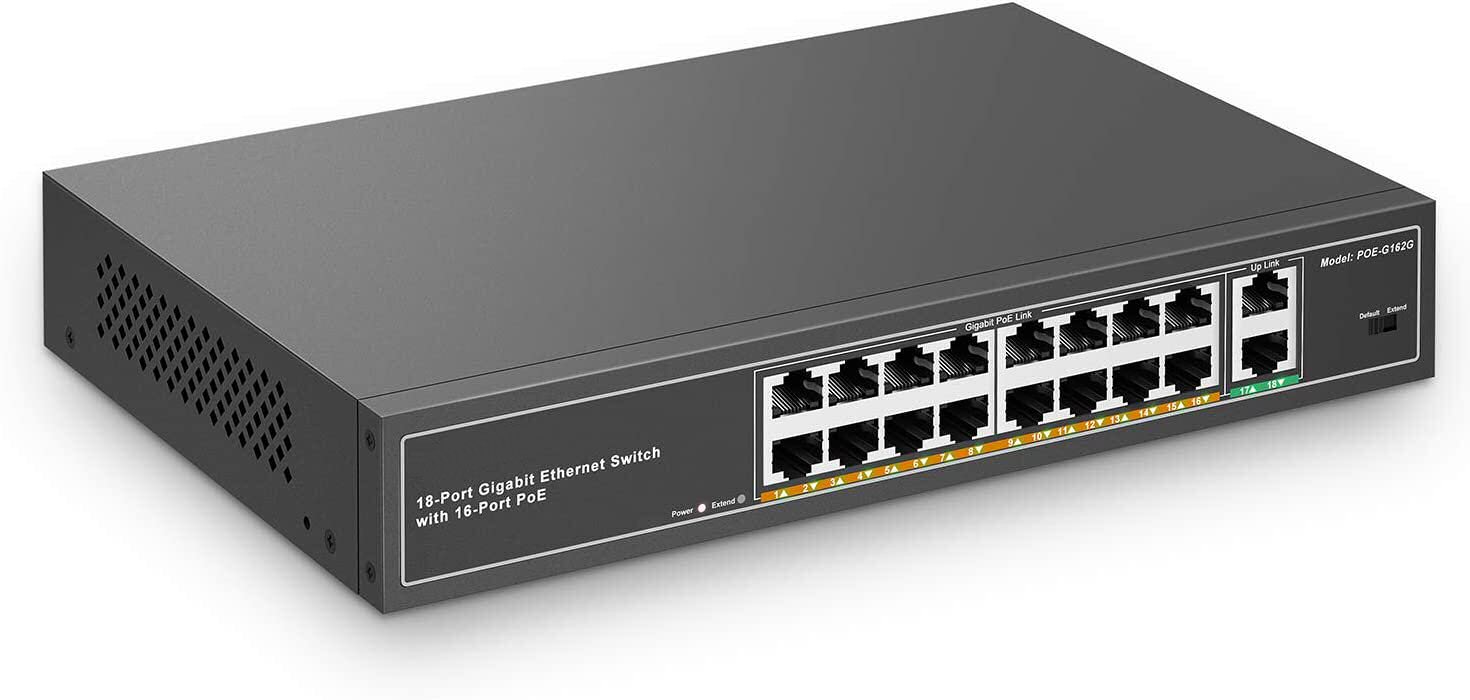 Up Link
Model: POE-G162G
Gigabit PoE Link
Default Extend
17▲ 18▼
9▲ 10▼ 11▲ 12▼ 13▲ 14▼ 15▲ 16▼
1▲ 2▼ 3▲ 4▼ 5▲ 6▼ 7▲ 8▼
18-Port Gigabit Ethernet Switch
with 16-Port PoE
Power Extend